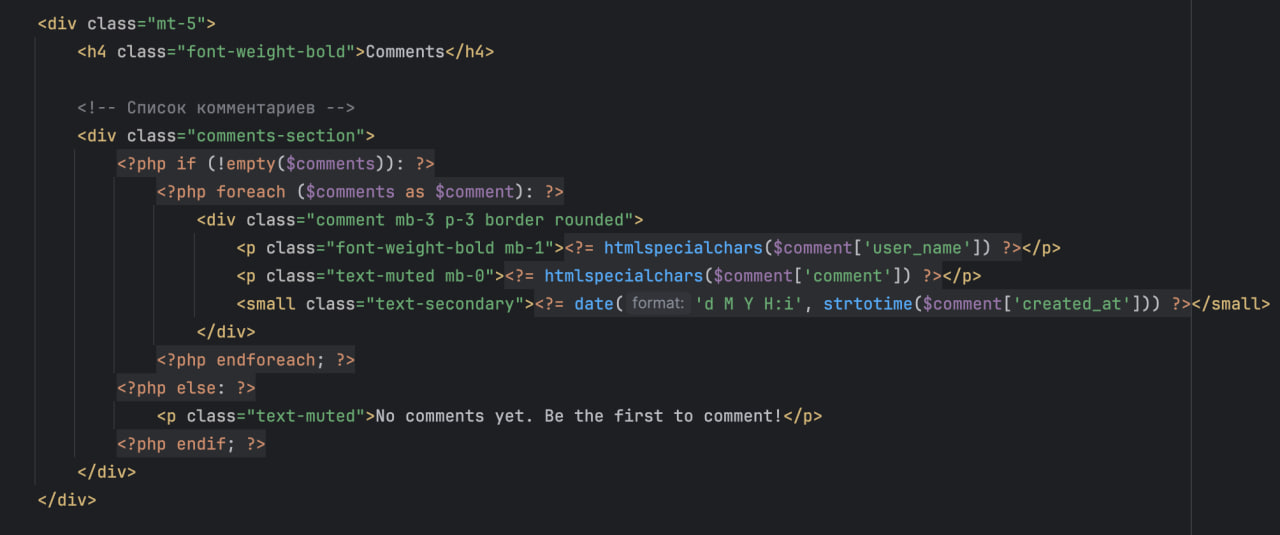 <div class="mt-5">
<h4 class="font-weight-bold">Comments</h4>
<!-- Список комментариев -->
<div class="comments-section">
<?php if (!empty($comments)): ?>
<?php foreach ($comments as $comment): ?>
<div class="comment mb-3 p-3 border rounded">
<p class="font-weight-bold mb-1"><?= htmlspecialchars($comment['user_name']) ?></p>
<p class="text-muted mb-0"><?= htmlspecialchars($comment['comment']) ?></p>
<small class="text-secondary"><?= date( format: 'd M Y H:i', strtotime($comment['created_at'])) ?></small>
</div>
<?php endforeach; ?>
<?php else: ?>
<p class="text-muted">No comments yet. Be the first to comment!</p>
<?php endif; ?>
</div>
</div>